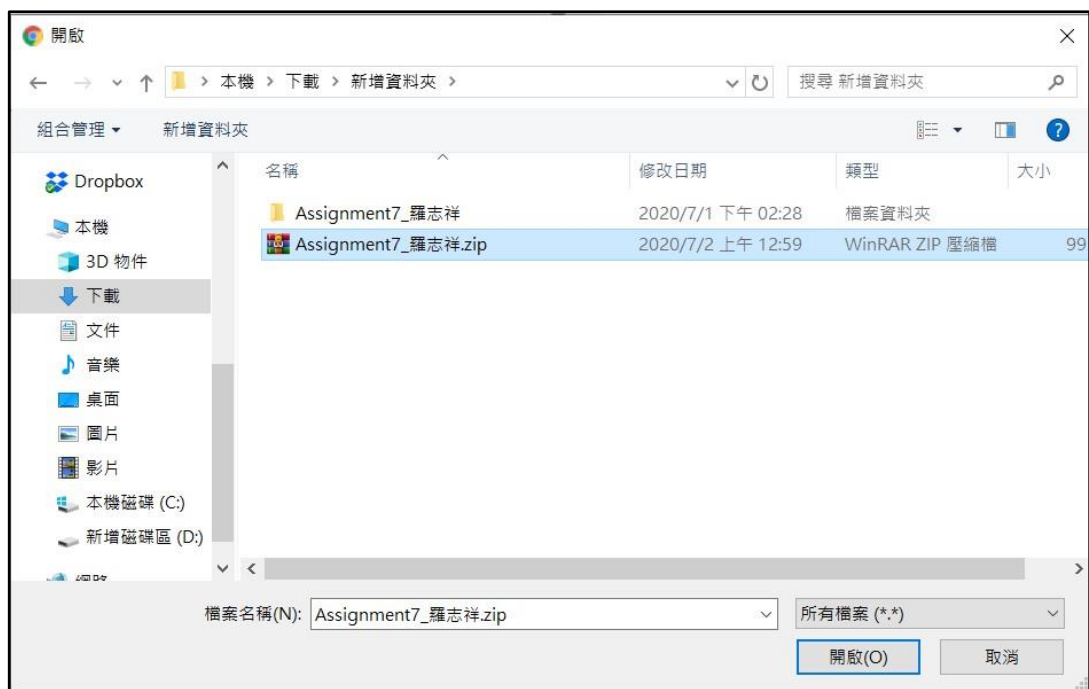 開啟
本機 > 下載 > 新增資料夾 >
搜尋 新增資料夾
組合管理
新增資料夾
名稱 修改日期 類型 大小
Assignment7_羅志祥 2020/7/1 下午 02:28 檔案資料夾
Assignment7_羅志祥.zip 2020/7/2 上午 12:59 WinRAR ZIP 壓縮檔 99
Dropbox
本機
3D 物件
下載
文件
音樂
桌面
圖片
影片
本機磁碟 (C:)
新增磁碟區 (D:)
檔案名稱(N): Assignment7_羅志祥.zip
所有檔案 (*.*)
開啟(O) 取消